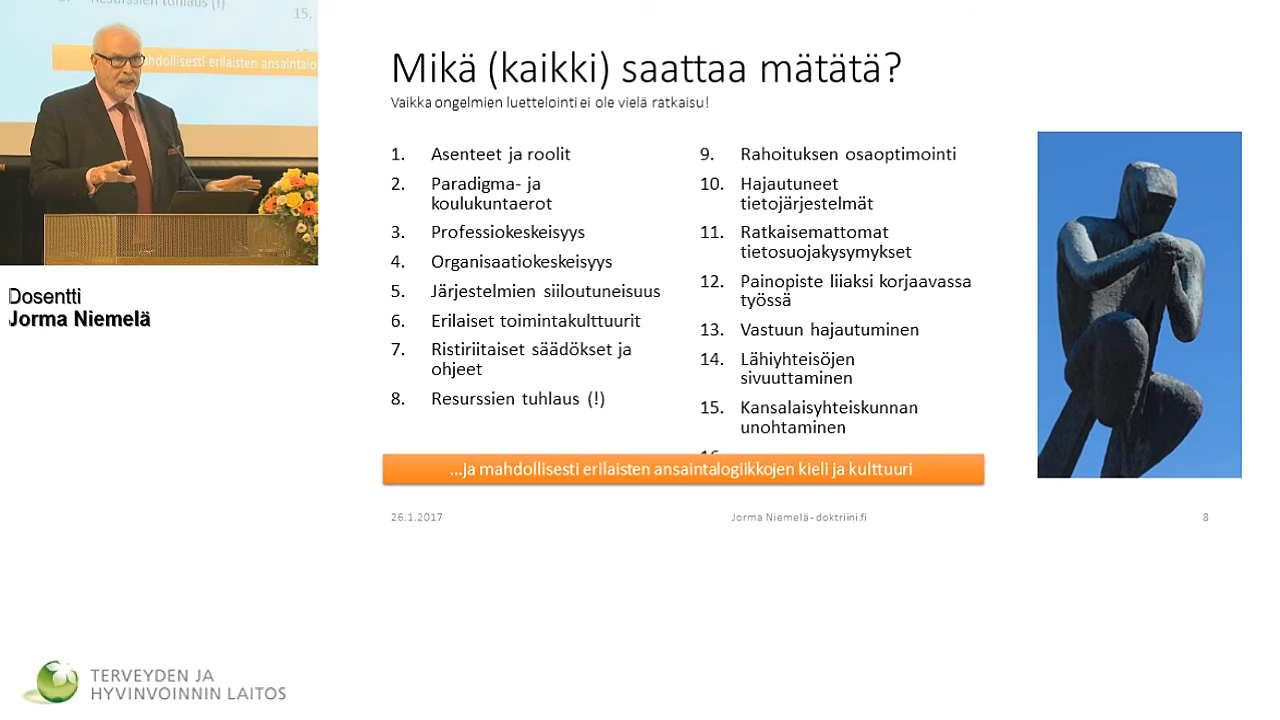 Resurssien tuhlaus (!)
15.
mahdollisesti erilaisten ansaintalo
Dosentti
Jorma Niemelä
Mikä (kaikki) saattaa mätätä?
Vaikka ongelmien luettelointi ei ole vielä ratkaisu!
1. Asenteet ja roolit
2. Paradigma- ja
koulukuntaerot
3. Professiokeskeisyys
4. Organisaatiokeskeisyys
5. Järjestelmien siiloutuneisuus
6. Erilaiset toimintakulttuurit
7. Ristiriitaiset säädökset ja
ohjeet
8. Resurssien tuhlaus (!)
9. Rahoituksen osaoptimointi
10. Hajautuneet
tietojärjestelmät
11. Ratkaisemattomat
tietosuojakysymykset
12. Painopiste liiaksi korjaavassa
työssä
13. Vastuun hajautuminen
14. Lähiyhteisöjen
sivuuttaminen
15. Kansalaisyhteiskunnan
unohtaminen
...ja mahdollisesti erilaisten ansaintalogiikkojen kieli ja kulttuuri
26.1.2017
Jorma Niemelä - doktriini.fi
8
TERVEYDEN JA
HYVINVOINNIN LAITOS